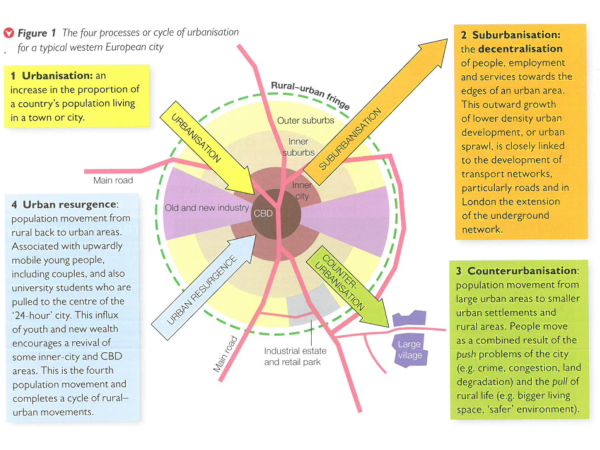 Figure 1 The four processes or cycle of urbanisation
for a typical western European city
1 Urbanisation: an
increase in the proportion of
a country's population living
in a town or city.
2 Suburbanisation:
the decentralisation
of people, employment
and services towards the
edges of an urban area.
This outward growth
of lower density urban
development, or urban
sprawl, is closely linked
to the development of
transport networks,
particularly roads and in
London the extension
of the underground
network.
Rural–urban fringe
Outer suburbs
Inner
suburbs
Inner
city
CBD
Old and new industry
Main road
URBANISATION
SUBURBANISATION
URBAN RESURGENCE
COUNTER-
URBANISATION
Main road
Industrial estate
and retail park
Large
village
4 Urban resurgence:
population movement from
rural back to urban areas.
Associated with upwardly
mobile young people,
including couples, and also
university students who are
pulled to the centre of the
'24-hour' city. This influx
of youth and new wealth
encourages a revival of
some inner-city and CBD
areas. This is the fourth
population movement and
completes a cycle of rural–
urban movements.
3 Counterurbanisation:
population movement from
large urban areas to smaller
urban settlements and
rural areas. People move
as a combined result of the
push problems of the city
(e.g. crime, congestion, land
degradation) and the pull of
rural life (e.g. bigger living
space, 'safer' environment).